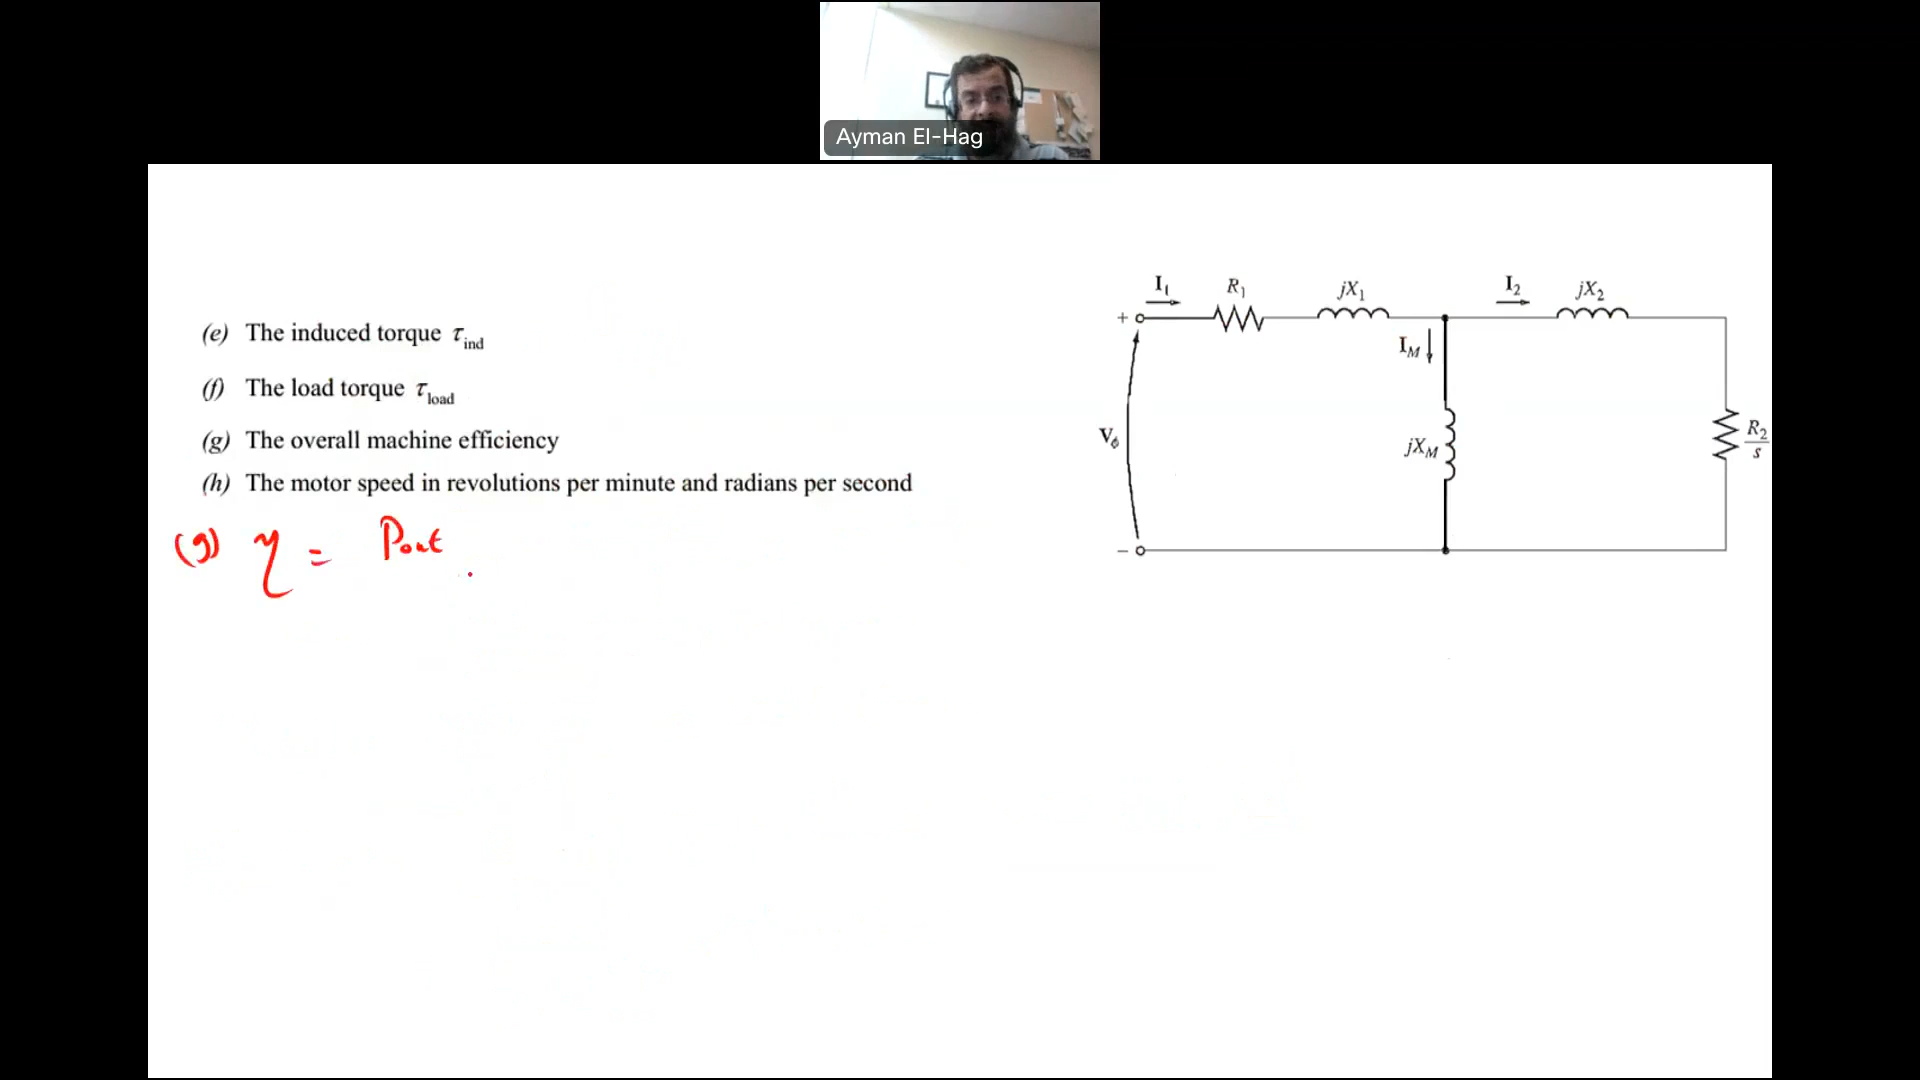 Ayman El-Hag
(e) The induced torque τind
(f) The load torque τload
(g) The overall machine efficiency
(h) The motor speed in revolutions per minute and radians per second
(g) η = Pout
I1 R1 jX1 I2 jX2
+
IM
Vϕ
jXM
R2
s
−